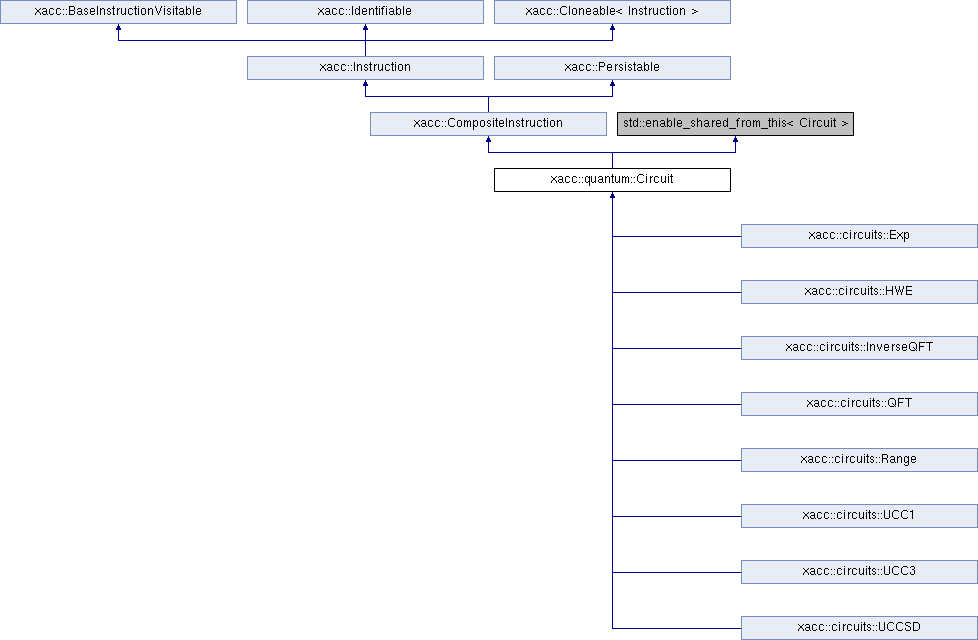 xacc::BaseInstructionVisitable
xacc::Identifiable
xacc::Cloneable< Instruction >
xacc::Instruction
xacc::Persistable
xacc::CompositeInstruction
std::enable_shared_from_this< Circuit >
xacc::quantum::Circuit
xacc::circuits::Exp
xacc::circuits::HWE
xacc::circuits::InverseQFT
xacc::circuits::QFT
xacc::circuits::Range
xacc::circuits::UCC1
xacc::circuits::UCC3
xacc::circuits::UCCSD